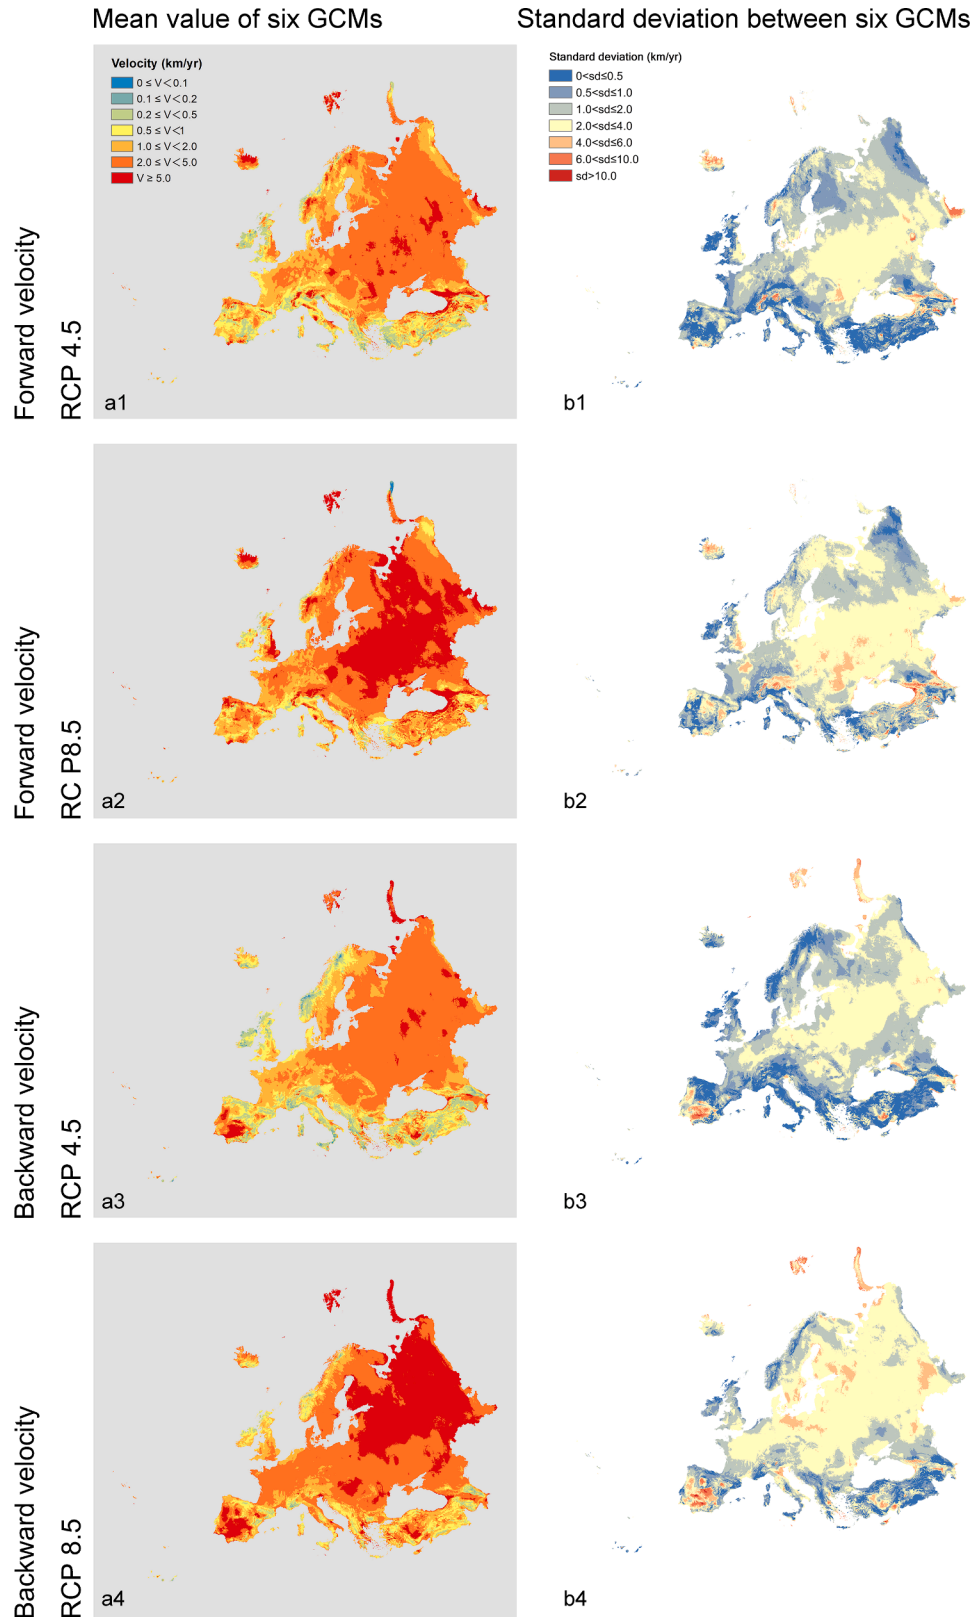 Mean value of six GCMs
Standard deviation between six GCMs
Velocity (km/yr)
0 ≤ V＜0.1
0.1 ≤ V＜0.2
0.2 ≤ V＜0.5
0.5 ≤ V＜1
1.0 ≤ V＜2.0
2.0 ≤ V＜5.0
V ≥ 5.0
Standard deviation (km/yr)
0<sd≤0.5
0.5<sd≤1.0
1.0<sd≤2.0
2.0<sd≤4.0
4.0<sd≤6.0
6.0<sd≤10.0
sd>10.0
Forward velocity
RCP 4.5
a1
b1
Forward velocity
RC P8.5
a2
b2
Backward velocity
RCP 4.5
a3
b3
Backward velocity
RCP 8.5
a4
b4